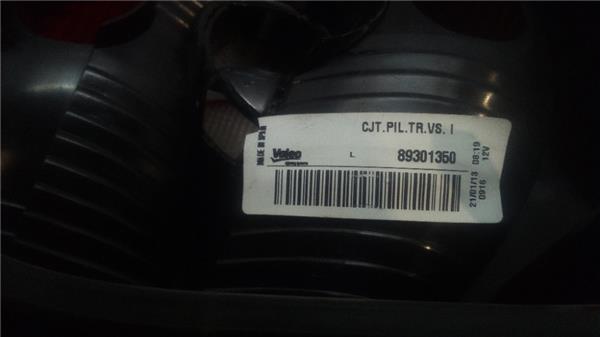 CJT.PIL.TR.VS. I
MADE IN SPAIN
Valeo
L 89301350
21/01/13 08:19
0916 12V